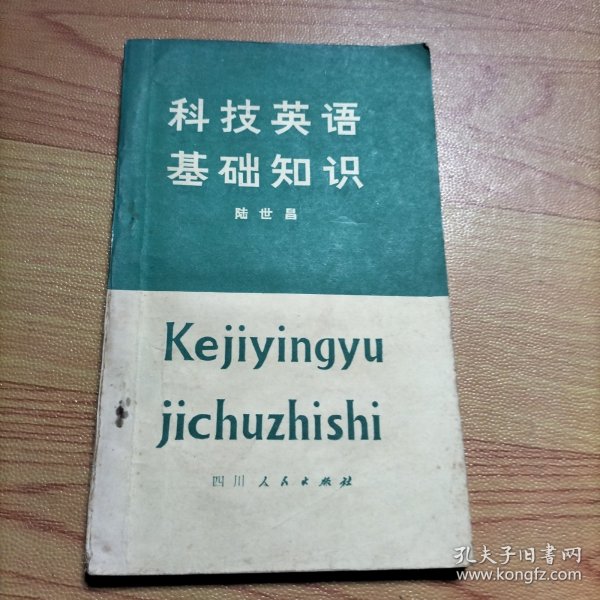 科技英语
基础知识
陆世昌
Kejiyingyu
jichuzhishi
四川人民出版社
孔夫子旧书网
www.kongfz.com